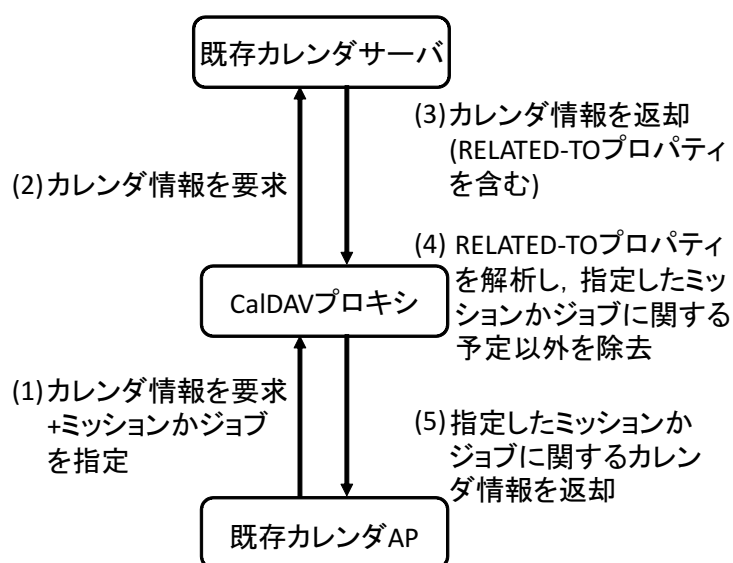 既存カレンダサーバ
(3)カレンダ情報を返却
(RELATED-TOプロパティ
を含む)
(2)カレンダ情報を要求
(4) RELATED-TOプロパティ
を解析し，指定したミッ
ションかジョブに関する
予定以外を除去
CalDAVプロキシ
(1)カレンダ情報を要求
+ミッションかジョブ
を指定
(5)指定したミッションか
ジョブに関するカレン
ダ情報を返却
既存カレンダAP